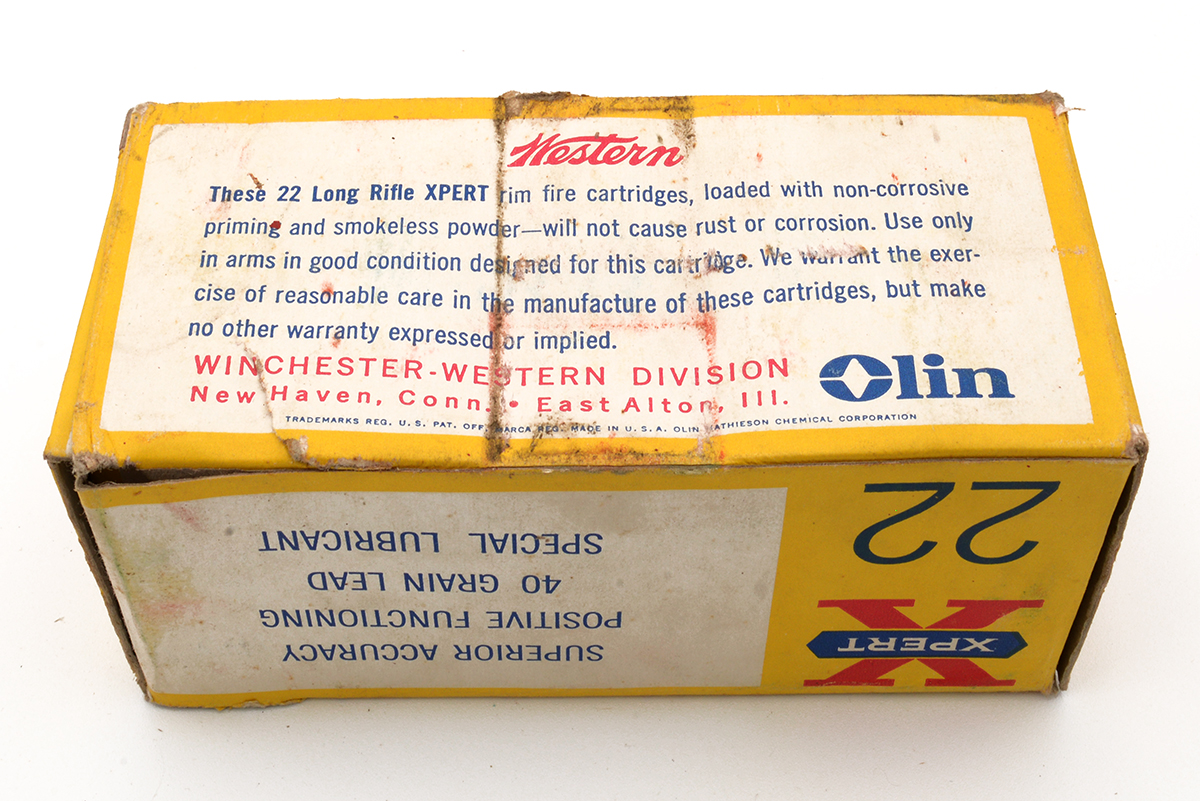 Western
These 22 Long Rifle XPERT rim fire cartridges, loaded with non-corrosive
priming and smokeless powder—will not cause rust or corrosion. Use only
in arms in good condition designed for this cartridge. We warrant the exer-
cise of reasonable care in the manufacture of these cartridges, but make
no other warranty expressed or implied.
WINCHESTER-WESTERN DIVISION
New Haven, Conn. • East Alton, Ill.
Olin
TRADEMARKS REG. U.S. PAT. OFF. MARCA REG. MADE IN U.S.A. OLIN MATHIESON CHEMICAL CORPORATION
SUPERIOR ACCURACY
POSITIVE FUNCTIONING
40 GRAIN LEAD
SPECIAL LUBRICANT
X
XPERT
22